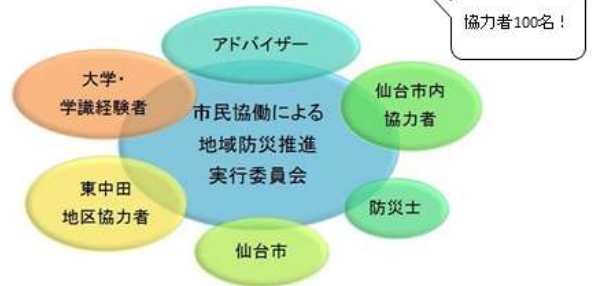 協力者100名！
アドバイザー
大学・
学識経験者
市民協働による
地域防災推進
実行委員会
仙台市内
協力者
東中田
地区協力者
防災士
仙台市